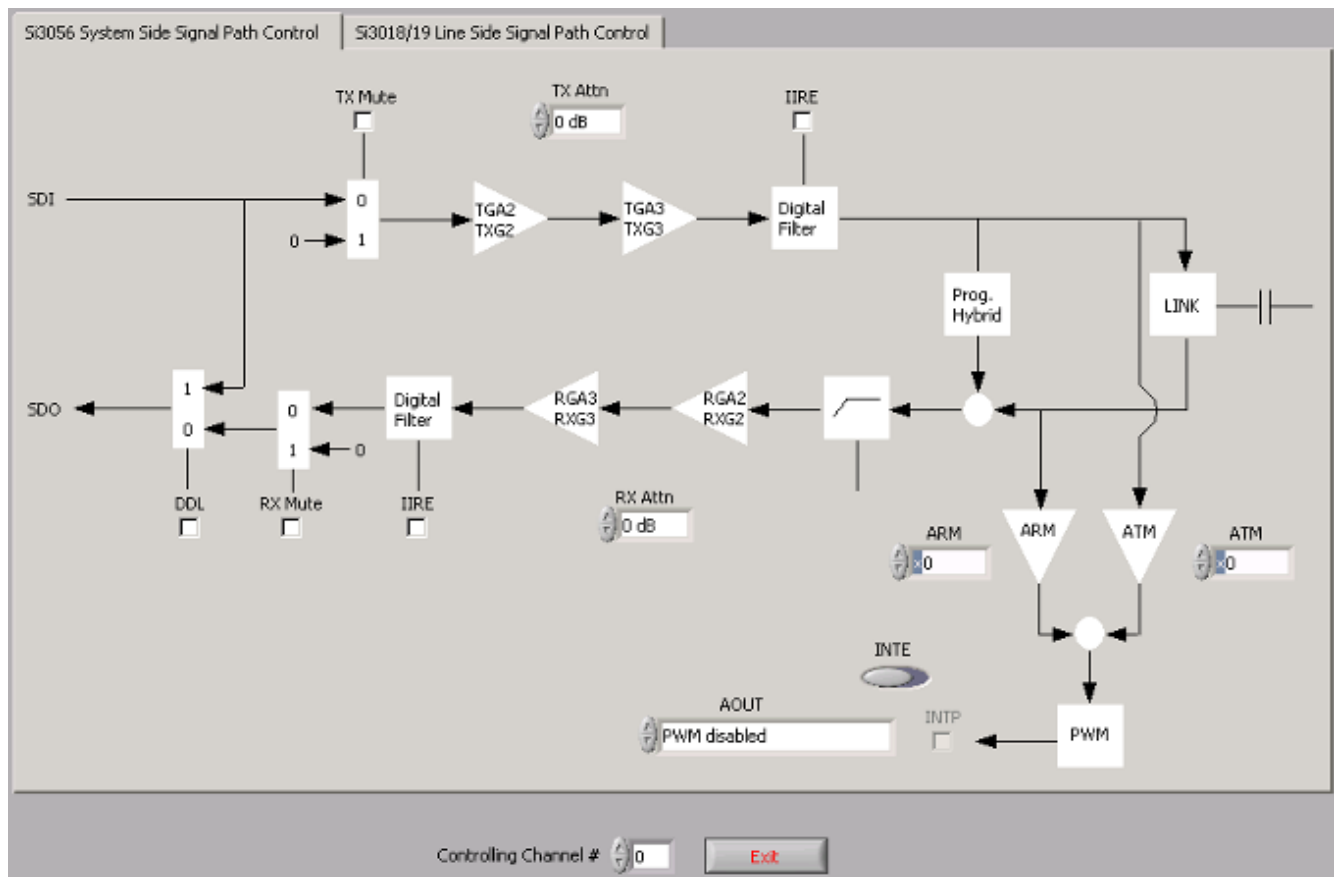 Si3056 System Side Signal Path Control
Si3018/19 Line Side Signal Path Control
TX Mute
TX Attn
0 dB
IIRE
SDI
0
0
1
TGA2
TXG2
TGA3
TXG3
Digital
Filter
Prog.
Hybrid
LINK
SDO
1
0
0
1
0
Digital
Filter
RGA3
RXG3
RGA2
RXG2
DDL
RX Mute
IIRE
RX Attn
0 dB
ARM
x0
ARM
ATM
ATM
x0
INTE
AOUT
PWM disabled
INTP
PWM
Controlling Channel #
0
Exit